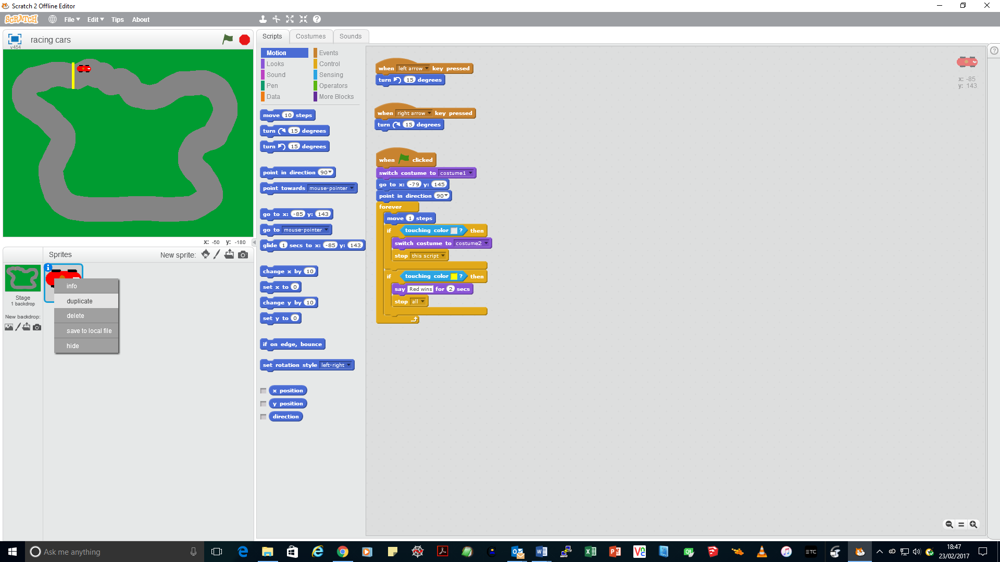 Scratch 2 Offline Editor
SCRATCH File Edit Tips About
racing cars
v454
Scripts Costumes Sounds
Motion Events
Looks Control
Sound Sensing
Pen Operators
Data More Blocks
move 10 steps
turn 15 degrees
turn 15 degrees
point in direction 90
point towards mouse-pointer
go to x: -85 y: 143
go to mouse-pointer
glide 1 secs to x: -85 y: 143
change x by 10
set x to 0
change y by 10
set y to 0
if on edge, bounce
set rotation style left-right
x position
y position
direction
when left arrow key pressed
turn 15 degrees
when right arrow key pressed
turn 15 degrees
when clicked
switch costume to costume1
go to x: -79 y: 145
point in direction 90
forever
move 1 steps
if touching color ? then
switch costume to costume2
stop this script
if touching color ? then
say Red wins for 2 secs
stop all
x: -85
y: 143
x: -50 y: -180
Sprites New sprite:
Stage
1 backdrop
New backdrop:
info
duplicate
delete
save to local file
hide
Ask me anything
ETC
18:47
23/02/2017